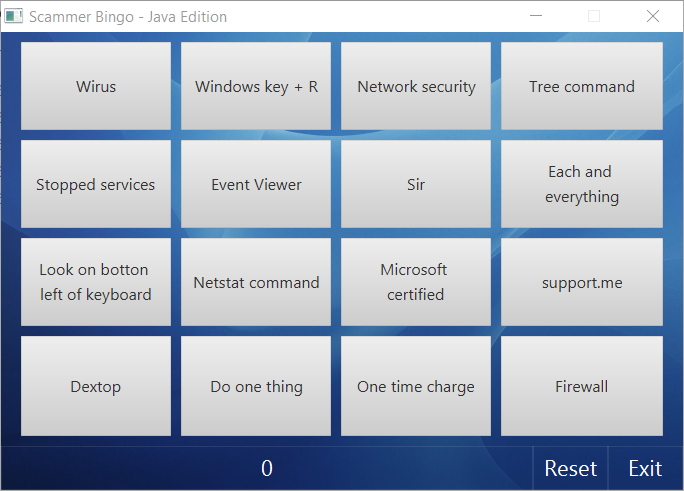 Scammer Bingo - Java Edition
Wirus
Windows key + R
Network security
Tree command
Stopped services
Event Viewer
Sir
Each and
everything
Look on botton
left of keyboard
Netstat command
Microsoft
certified
support.me
Dextop
Do one thing
One time charge
Firewall
0
Reset
Exit